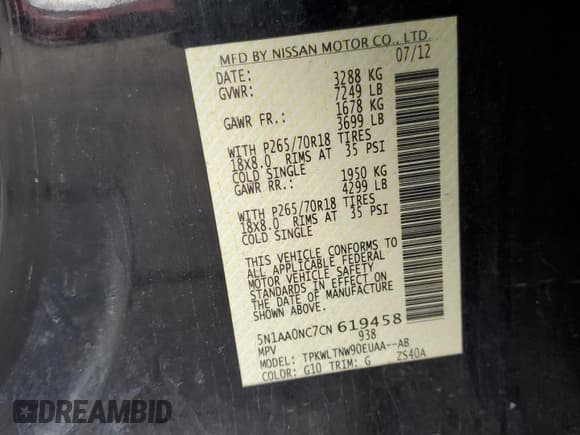 MFD BY NISSAN MOTOR CO., LTD.
DATE: 07/12
GVWR: 3288 KG
7249 LB
GAWR FR.: 1678 KG
3699 LB
WITH P265/70R18 TIRES
18X8.0 RIMS AT 35 PSI
COLD SINGLE
GAWR RR.: 1950 KG
4299 LB
WITH P265/70R18 TIRES
18X8.0 RIMS AT 35 PSI
COLD SINGLE
THIS VEHICLE CONFORMS TO
ALL APPLICABLE FEDERAL
MOTOR VEHICLE SAFETY
STANDARDS IN EFFECT ON
THE DATE OF MANUFACTURE
5N1AA0NC7CN 619458
MPV 938
MODEL: TPKWLTNW90EUAA--AB
COLOR: G10 TRIM: G ZS40A
DREAMBID